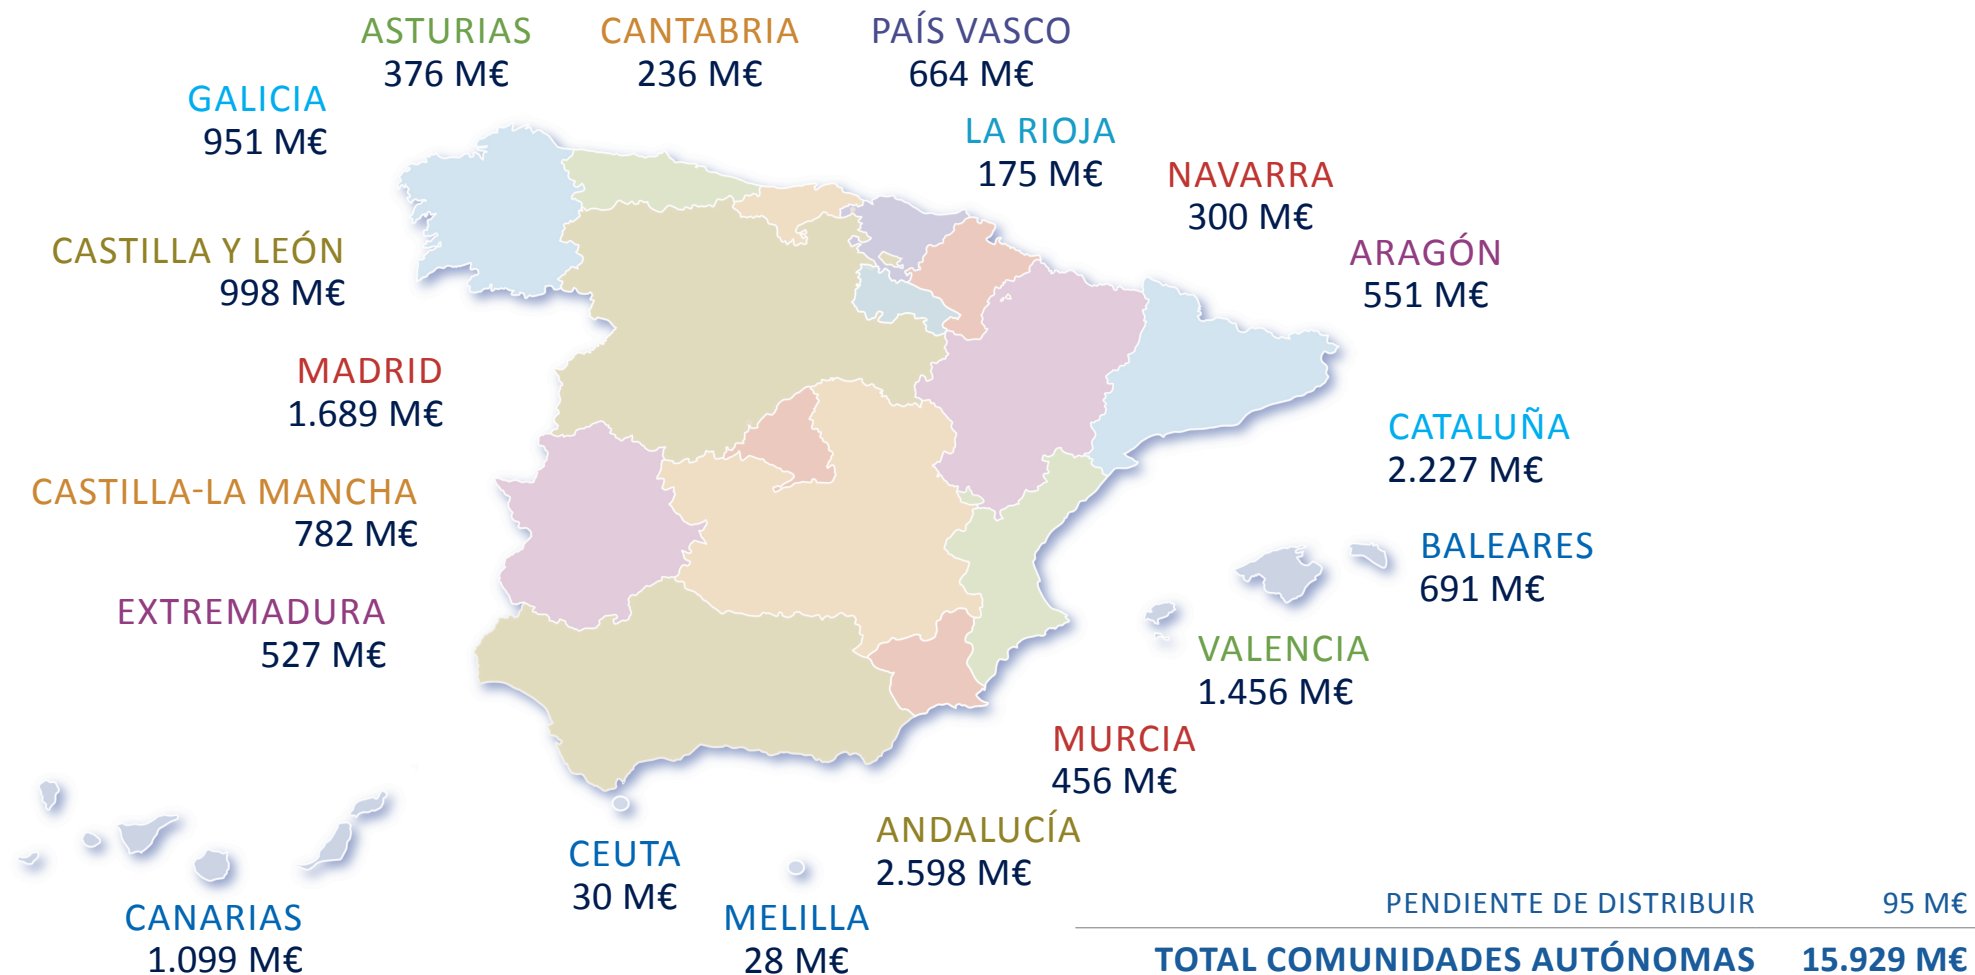 ASTURIAS
376 M€
CANTABRIA
236 M€
PAÍS VASCO
664 M€
GALICIA
951 M€
LA RIOJA
175 M€
NAVARRA
300 M€
CASTILLA Y LEÓN
998 M€
ARAGÓN
551 M€
MADRID
1.689 M€
CATALUÑA
2.227 M€
CASTILLA-LA MANCHA
782 M€
BALEARES
691 M€
EXTREMADURA
527 M€
VALENCIA
1.456 M€
MURCIA
456 M€
ANDALUCÍA
2.598 M€
CEUTA
30 M€
MELILLA
28 M€
CANARIAS
1.099 M€
PENDIENTE DE DISTRIBUIR 95 M€
TOTAL COMUNIDADES AUTÓNOMAS 15.929 M€